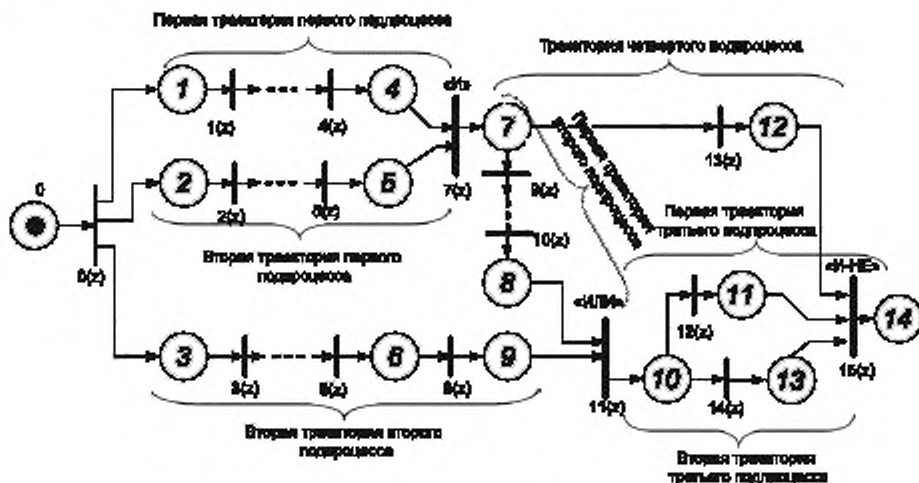 Первая траектория первого подпроцесса
Траектория четвертого подпроцесса
«И»
1
4
7
12
1(z)
4(z)
13(z)
Первая траектория
второго подпроцесса
2
5
7(z)
2(z)
9(z)
0
Первая траектория
третьего подпроцесса
10(z)
Вторая траектория первого
подпроцесса
«И-НЕ»
0(z)
8
«ИЛИ»
11
14
12(z)
3
6
9
10
13
15(z)
3(z)
11(z)
14(z)
Вторая траектория второго
подпроцесса
Вторая траектория
третьего подпроцесса